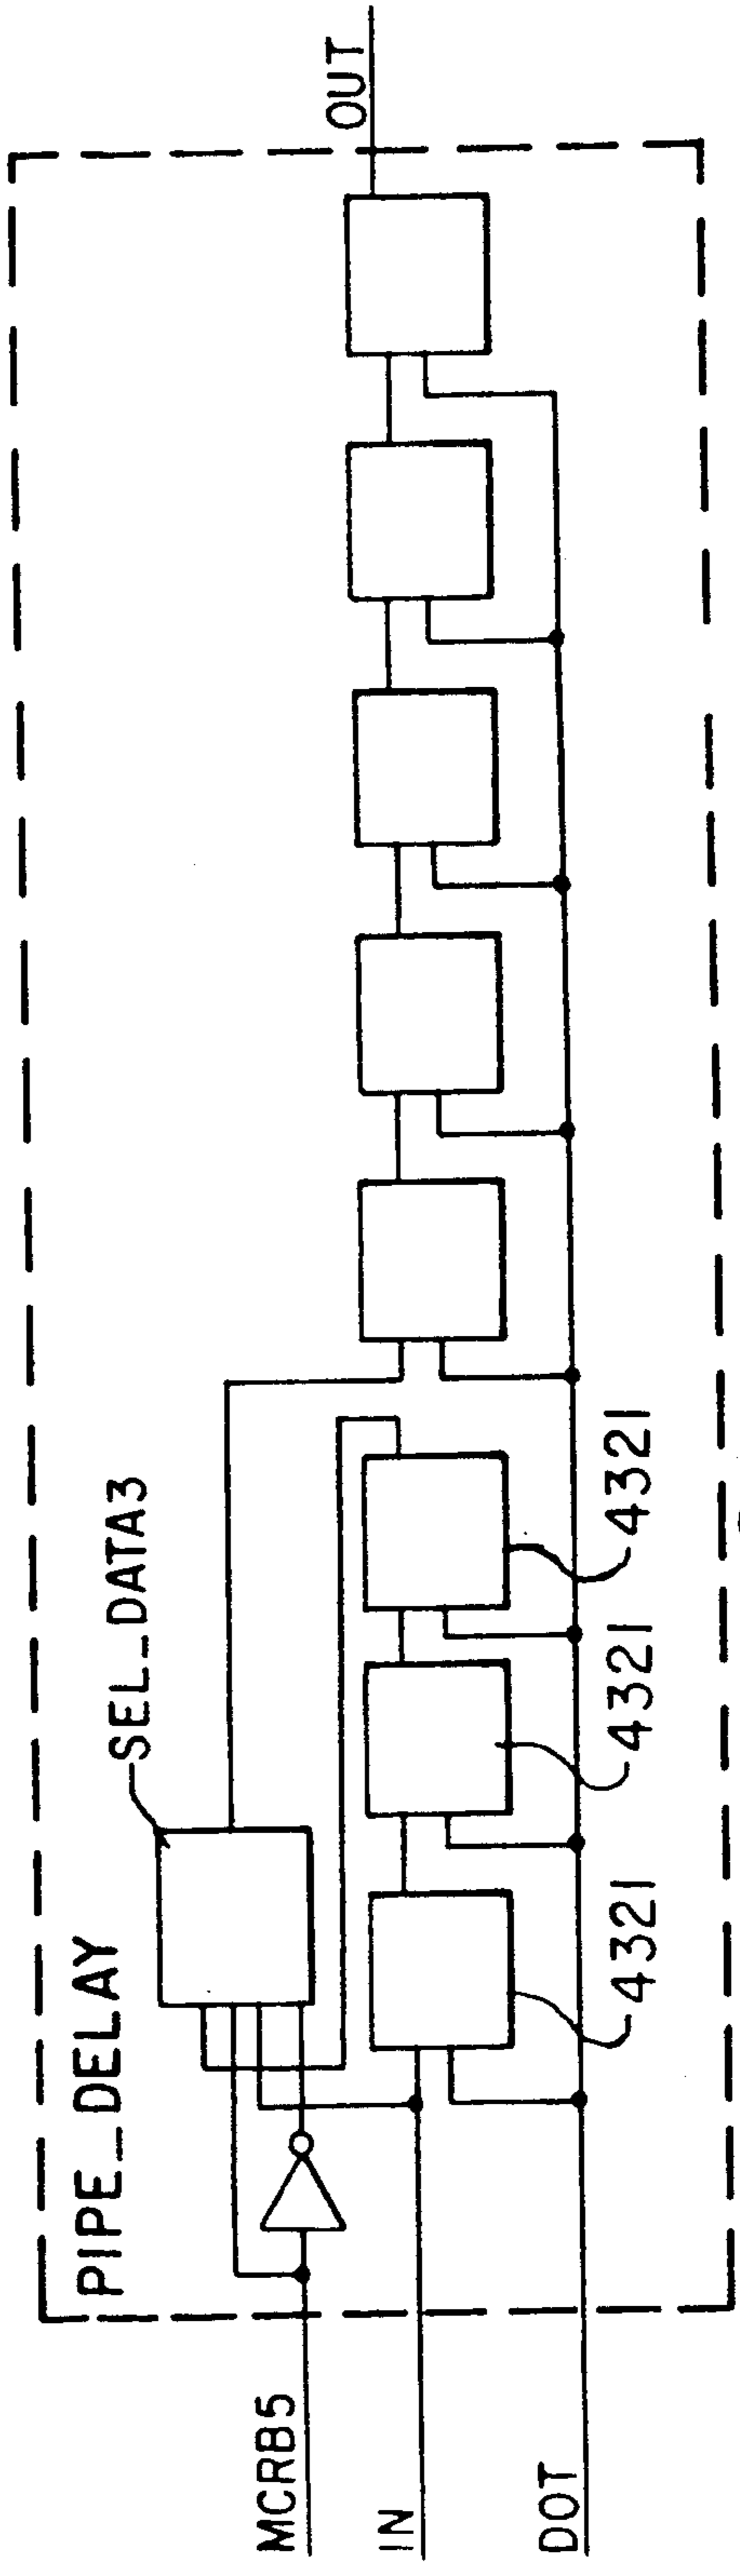 PIPE_DELAY
SEL_DATA3
OUT
MCRB5
IN
DOT
4321
4321
4321